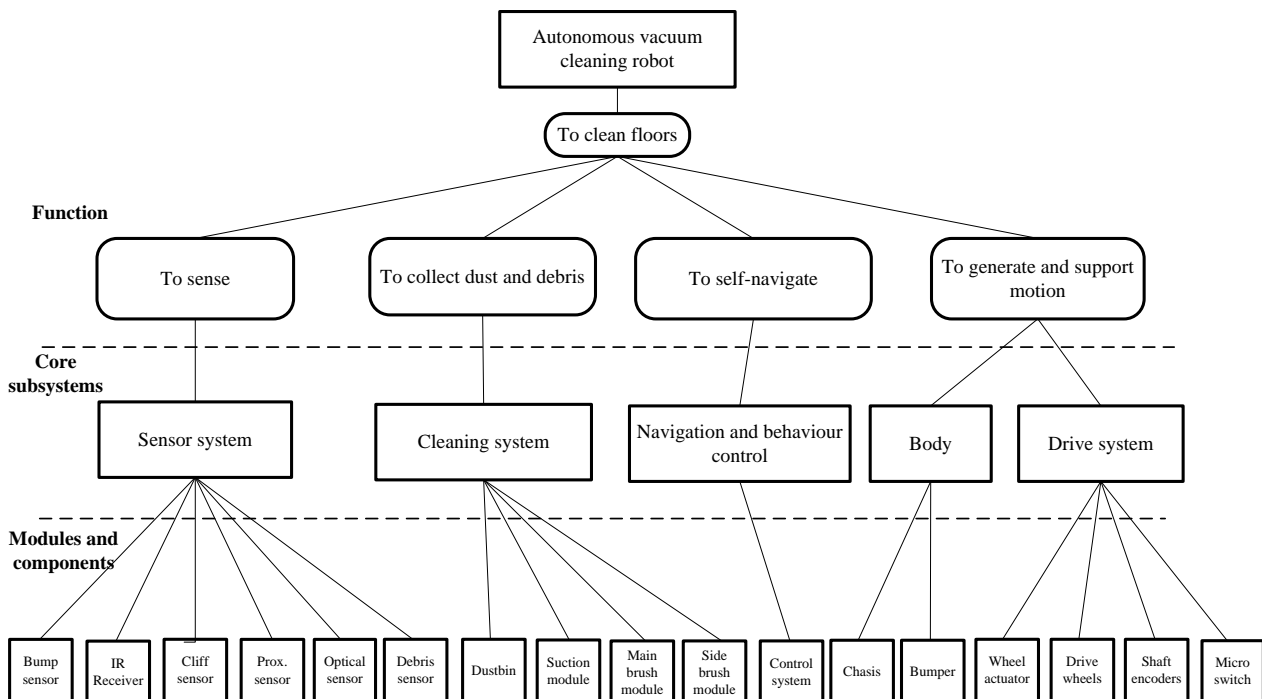 Autonomous vacuum
cleaning robot
To clean floors
Function
To sense
To collect dust and debris
To self-navigate
To generate and support
motion
Core
subsystems
Sensor system
Cleaning system
Navigation and behaviour
control
Body
Drive system
Modules and
components
Bump
sensor
IR
Receiver
Cliff
sensor
Prox.
sensor
Optical
sensor
Debris
sensor
Dustbin
Suction
module
Main
brush module
Side
brush module
Control
system
Chasis
Bumper
Wheel
actuator
Drive
wheels
Shaft
encoders
Micro
switch